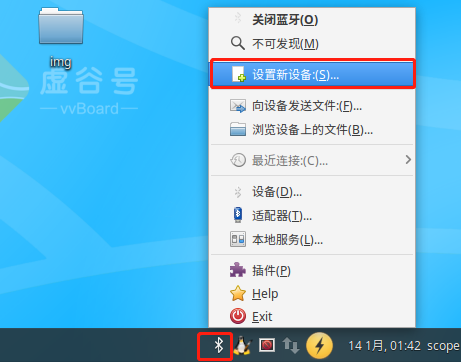 img
虚谷号
vvBoard
关闭蓝牙(O)
不可发现(M)
设置新设备:(S)...
向设备发送文件:(F)...
浏览设备上的文件(B)...
最近连接:(C)...
设备(D)...
适配器(T)...
本地服务(L)...
插件(P)
Help
Exit
14 1月, 01:42 scope